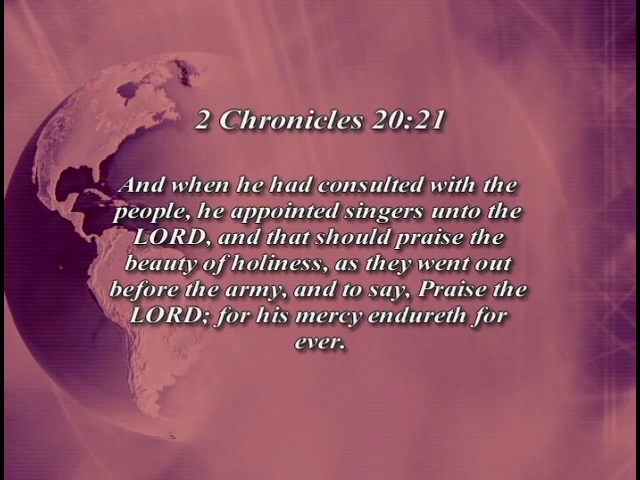 2 Chronicles 20:21
And when he had consulted with the
people, he appointed singers unto the
LORD, and that should praise the
beauty of holiness, as they went out
before the army, and to say, Praise the
LORD; for his mercy endureth for
ever.